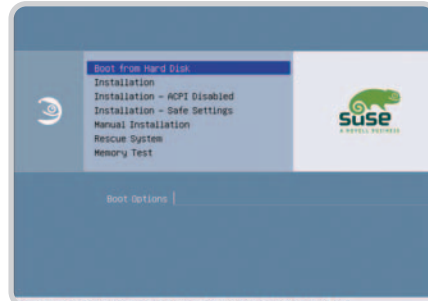 Boot from Hard Disk
Installation
Installation - ACPI Disabled
Installation - Safe Settings
Manual Installation
Rescue System
Memory Test
suse
A NOVELL BUSINESS
Boot Options